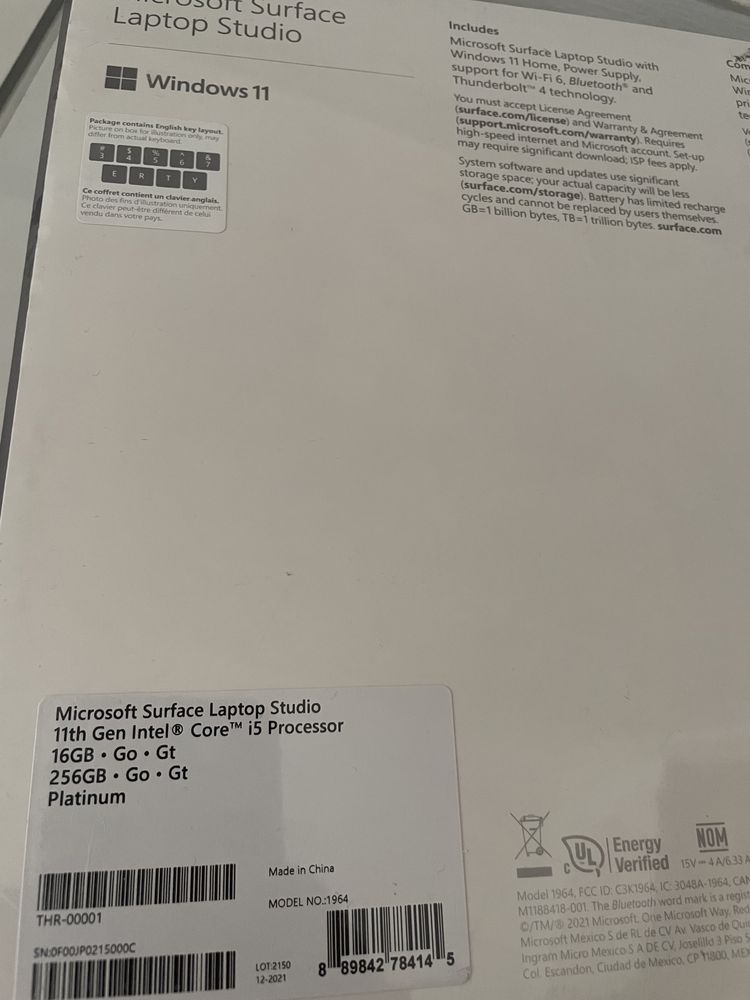 Microsoft Surface
Laptop Studio
Windows 11
Package contains English key layout.
Picture on box for illustration only, may
differ from actual keyboard.
# $ % ^ &
3 4 5 6 7
E R T Y
Ce coffret contient un clavier anglais.
Photo des fins d'illustration uniquement.
Ce clavier peut-être différent de celui
vendu dans votre pays.
Includes
Microsoft Surface Laptop Studio with
Windows 11 Home, Power Supply,
support for Wi-Fi 6, Bluetooth® and
Thunderbolt™ 4 technology.
You must accept License Agreement
(surface.com/license) and Warranty & Agreement
(support.microsoft.com/warranty). Requires
high-speed internet and Microsoft account. Set-up
may require significant download; ISP fees apply.
System software and updates use significant
storage space; your actual capacity will be less
(surface.com/storage). Battery has limited recharge
cycles and cannot be replaced by users themselves.
GB=1 billion bytes, TB=1 trillion bytes. surface.com
Microsoft Surface Laptop Studio
11th Gen Intel® Core™ i5 Processor
16GB • Go • Gt
256GB • Go • Gt
Platinum
Made in China
MODEL NO.:1964
THR-00001
SN:0F00JP0215000C
LOT:2150
12-2021
8 89842 78414 5
c UL Energy
Verified
NOM
15V 4 A/6.33 A
Model 1964, FCC ID: C3K1964, IC: 3048A-1964, CAN
M1188418-001. The Bluetooth word mark is a regist
©/TM/® 2021 Microsoft. One Microsoft Way, Red
Microsoft Mexico S de RL de CV Av. Vasco de Qui
Ingram Micro Mexico S A DE CV, Joselillo 3 Piso 5
Col. Escandon, Ciudad de Mexico, CP 11800, MEX